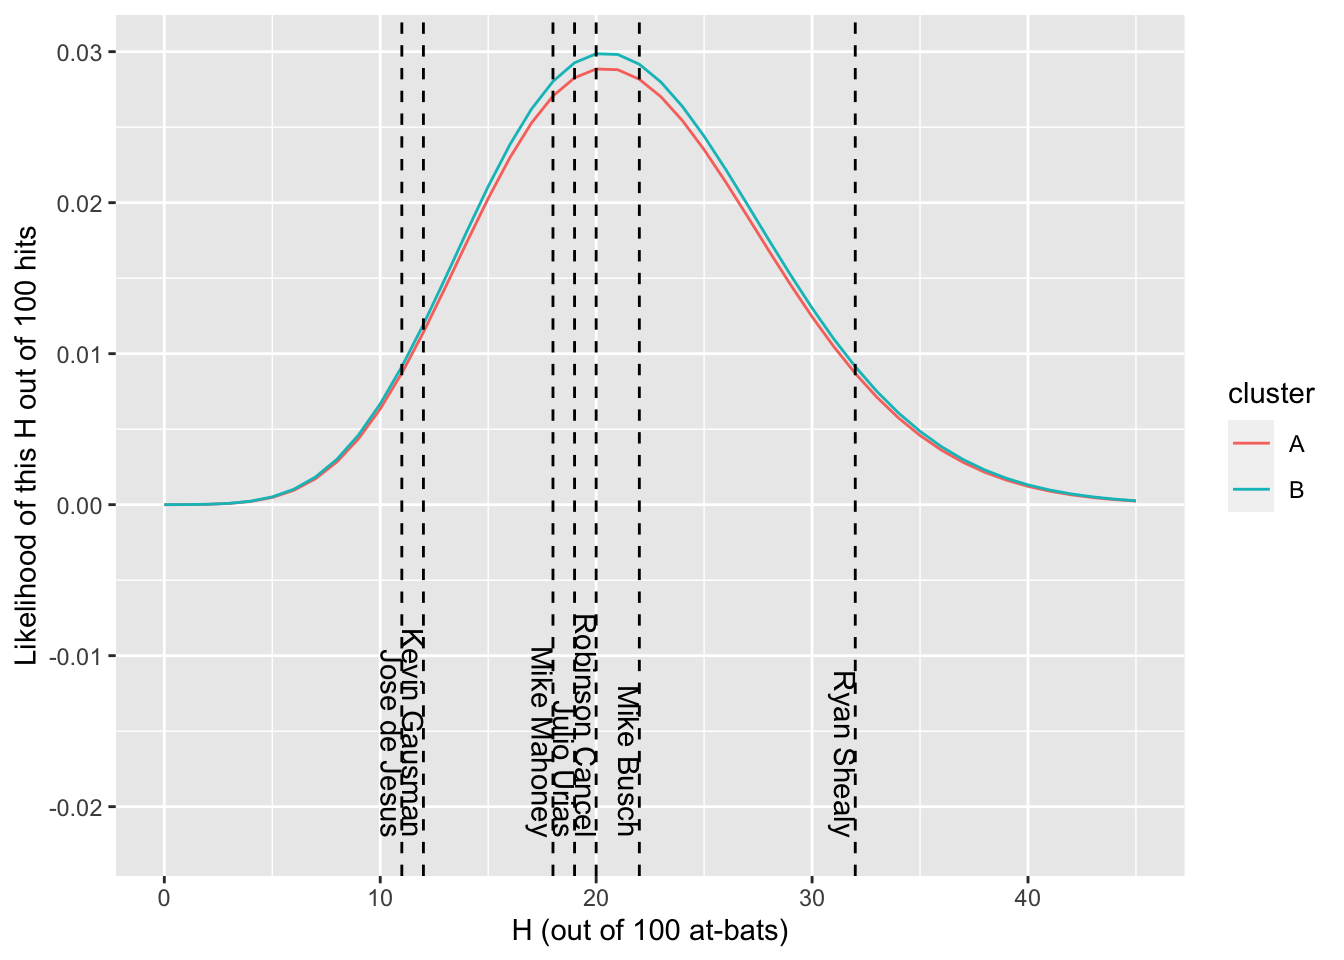 0.03
0.02
0.01
0.00
-0.01
-0.02
Likelihood of this H out of 100 hits
Jose de Jesus
Kevin Gausman
Mike Mahoney
Julio Urias
Robinson Cancel
Mike Busch
Ryan Shealy
0
10
20
30
40
H (out of 100 at-bats)
cluster
A
B